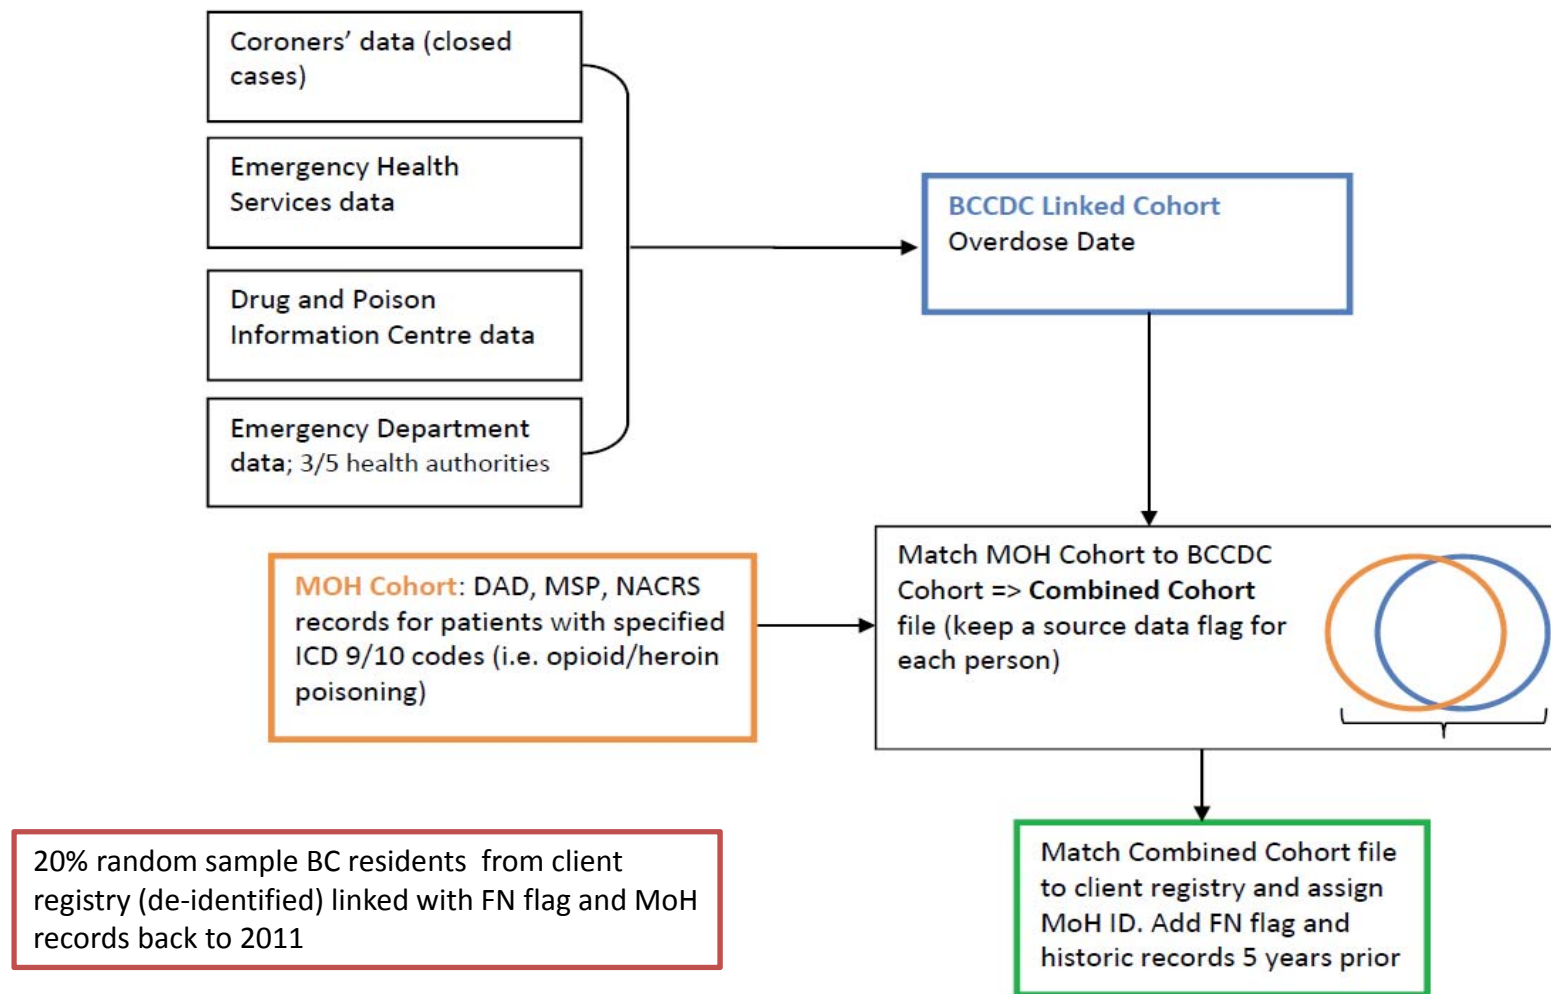 Coroners’ data (closed
cases)
Emergency Health
Services data
Drug and Poison
Information Centre data
Emergency Department
data; 3/5 health authorities
BCCDC Linked Cohort
Overdose Date
MOH Cohort: DAD, MSP, NACRS
records for patients with specified
ICD 9/10 codes (i.e. opioid/heroin
poisoning)
Match MOH Cohort to BCCDC
Cohort => Combined Cohort
file (keep a source data flag for
each person)
20% random sample BC residents from client
registry (de-identified) linked with FN flag and MoH
records back to 2011
Match Combined Cohort file
to client registry and assign
MoH ID. Add FN flag and
historic records 5 years prior